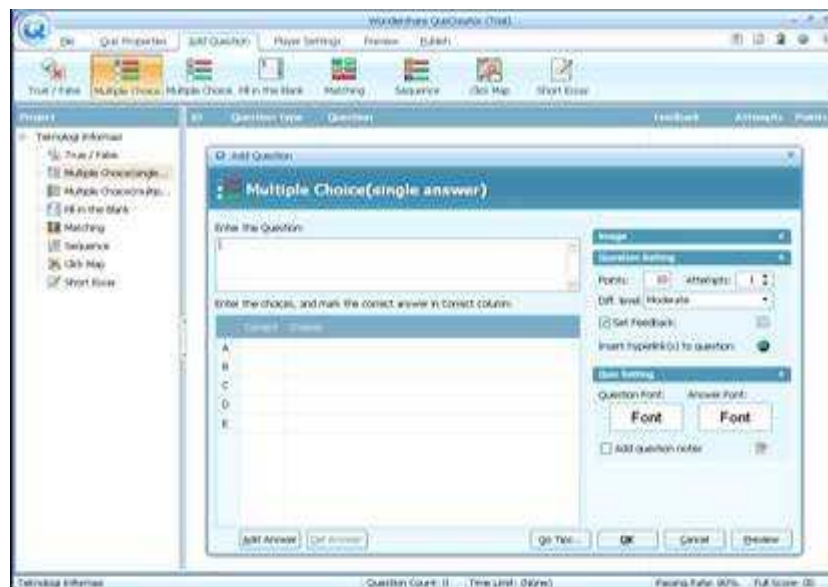 Wondershare QuizCreator (Trial)
File Quiz Properties Add Question Player Settings Preview Publish
True / False Multiple Choice Multiple Choice Fill in the Blank Matching Sequence Click Map Short Essay
Project
ID Question Type Question Feedback Attempts Points
Teknologi Informasi
True / False
Multiple Choice(single...
Multiple Choice(multip...
Fill in the Blank
Matching
Sequence
Click Map
Short Essay
Add Question
Multiple Choice(single answer)
Enter the Question:
Enter the choices, and mark the correct answer in Correct column:
Correct Choices
A
B
C
D
E
Image
Question Setting
Points: 10 Attempts: 1
Diff. level: Moderate
Set Feedback:
Insert hyperlink(s) to question:
Quiz Setting
Question Font: Answer Font:
Font Font
Add question notes
Add Answer Del Answer Go Tips... OK Cancel Preview
Teknologi Informasi Question Count: 0 Time Limit: (None) Passing Rate: 80% Full Score: (0)